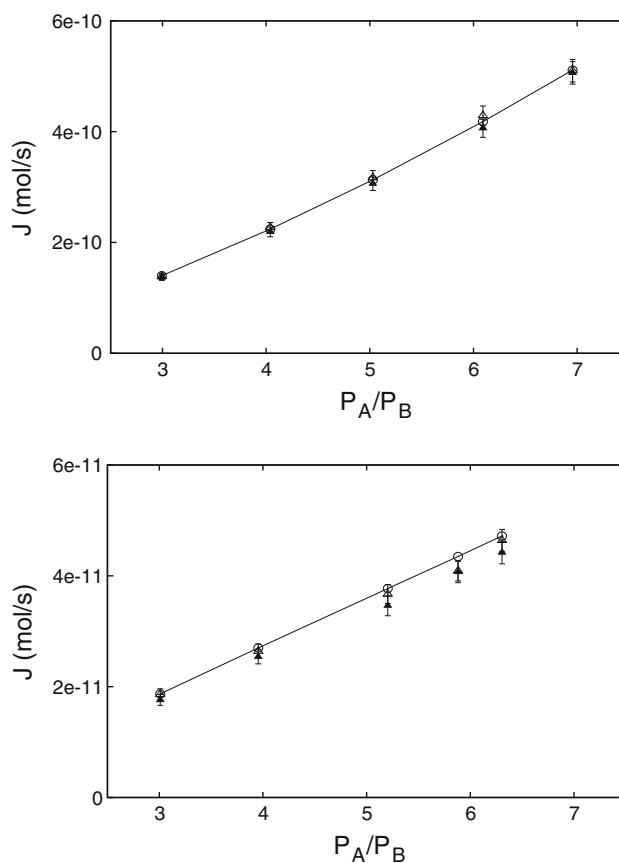 6e-10
4e-10
2e-10
0
J (mol/s)
3 4 5 6 7
P_A/P_B
6e-11
4e-11
2e-11
0
J (mol/s)
3 4 5 6 7
P_A/P_B